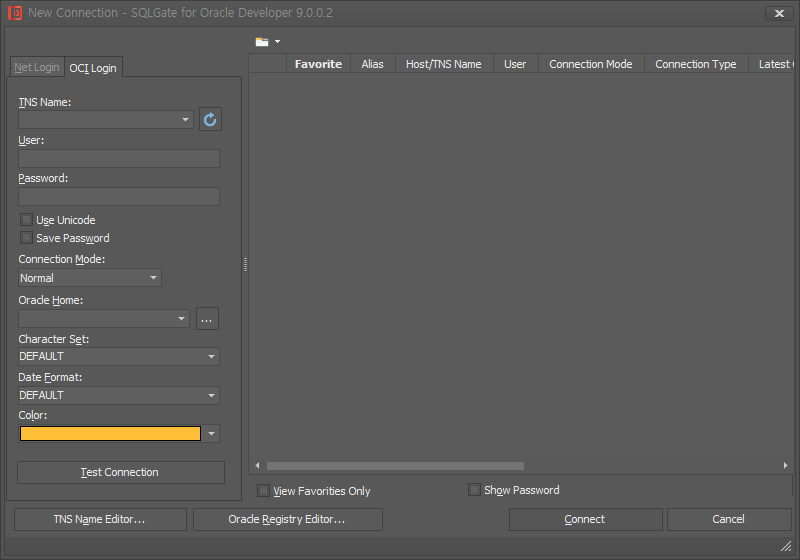 New Connection - SQLGate for Oracle Developer 9.0.0.2
Net Login
OCI Login
TNS Name:
User:
Password:
Use Unicode
Save Password
Connection Mode:
Normal
Oracle Home:
...
Character Set:
DEFAULT
Date Format:
DEFAULT
Color:
Test Connection
Favorite Alias Host/TNS Name User Connection Mode Connection Type Latest
View Favorities Only
Show Password
TNS Name Editor...
Oracle Registry Editor...
Connect
Cancel